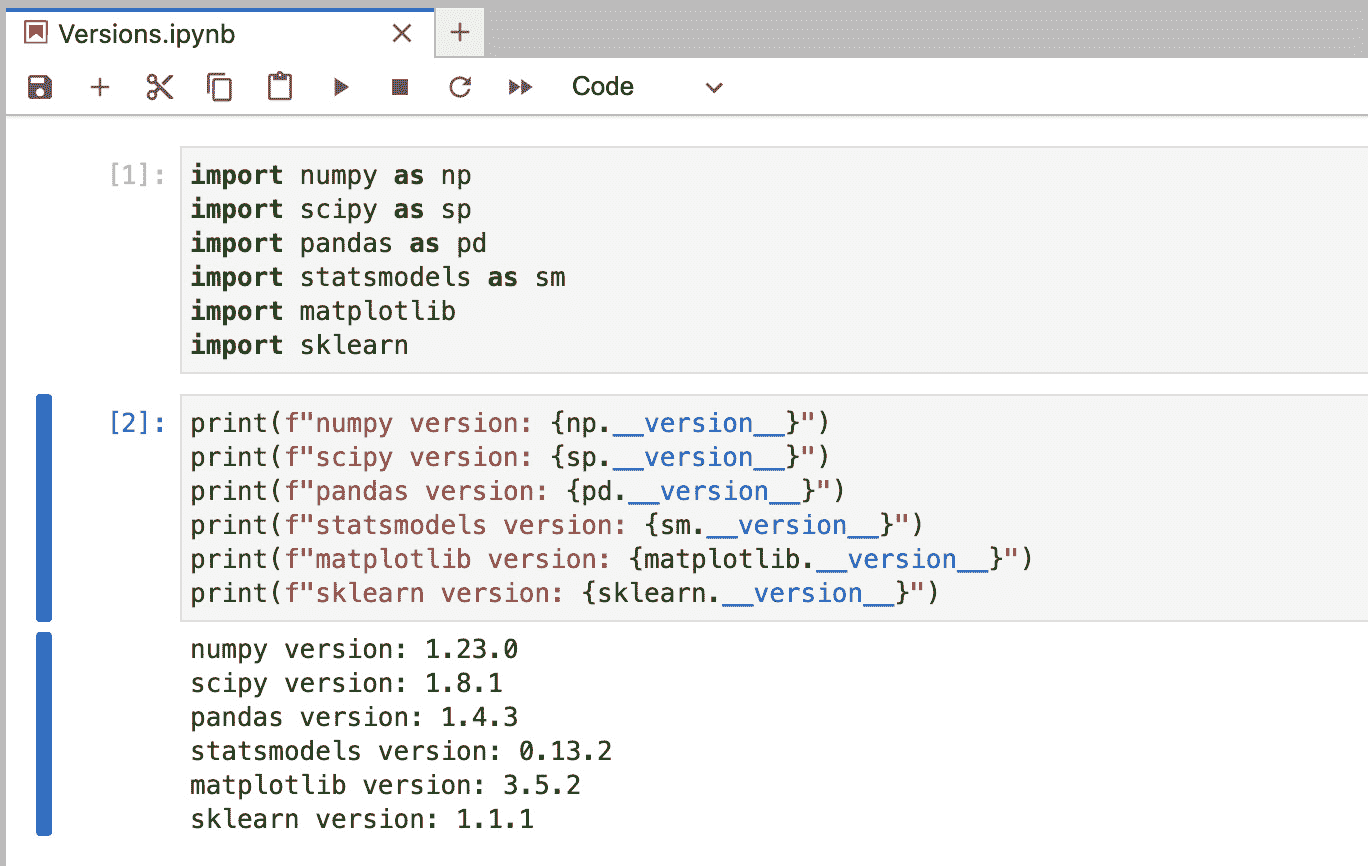 Versions.ipynb
Code
[1]:
import numpy as np
import scipy as sp
import pandas as pd
import statsmodels as sm
import matplotlib
import sklearn
[2]:
print(f"numpy version: {np.__version__}")
print(f"scipy version: {sp.__version__}")
print(f"pandas version: {pd.__version__}")
print(f"statsmodels version: {sm.__version__}")
print(f"matplotlib version: {matplotlib.__version__}")
print(f"sklearn version: {sklearn.__version__}")
numpy version: 1.23.0
scipy version: 1.8.1
pandas version: 1.4.3
statsmodels version: 0.13.2
matplotlib version: 3.5.2
sklearn version: 1.1.1